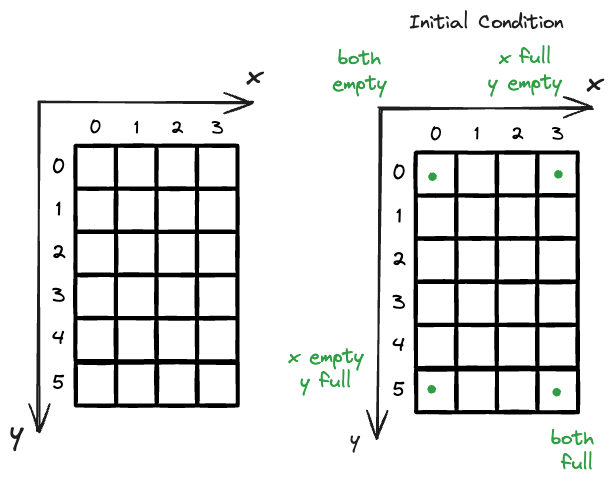 Initial Condition
both
empty
x full
y empty
x
x
0 1 2 3
0 1 2 3
0
1
2
3
4
5
0
1
2
3
4
5
x empty
y full
y
y
both
full